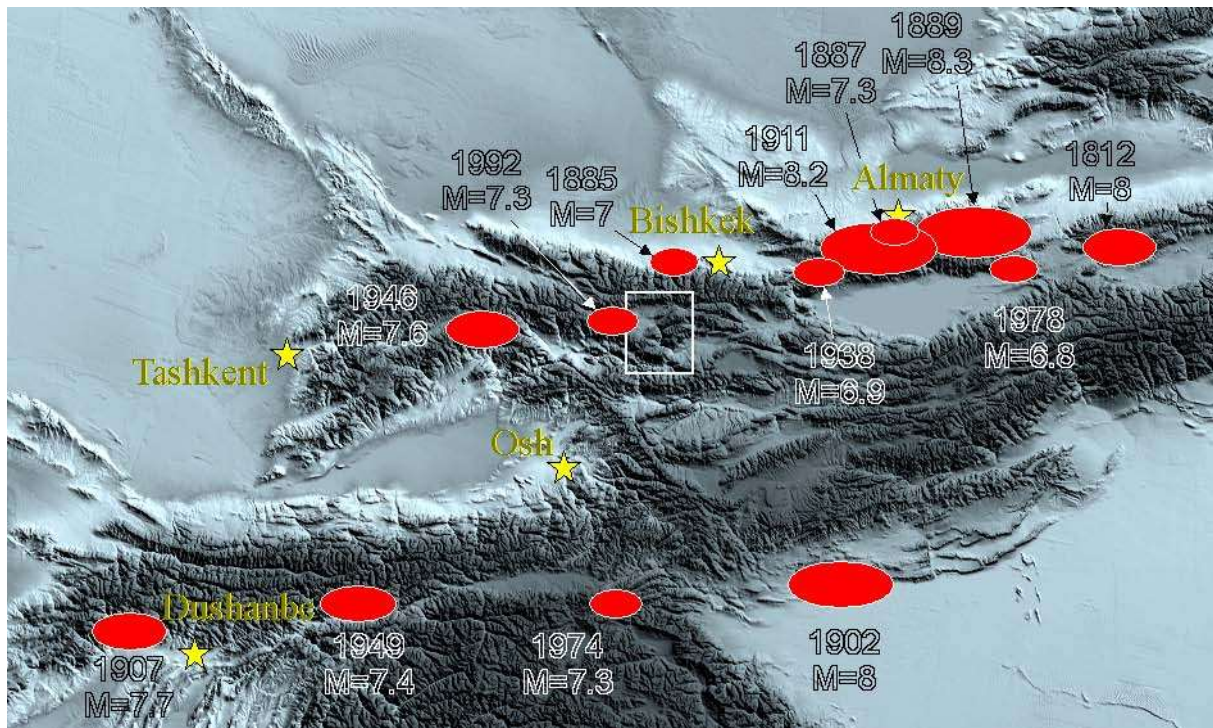 1889
M=8.3
1887
M=7.3
1911
M=8.2
Almaty
1812
M=8
1992
M=7.3
1885
M=7
Bishkek
1946
M=7.6
Tashkent
1938
M=6.9
1978
M=6.8
Osh
Dushanbe
1907
M=7.7
1949
M=7.4
1974
M=7.3
1902
M=8